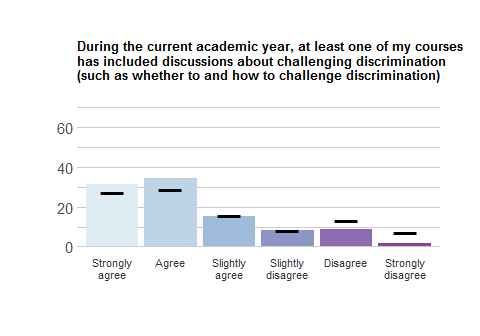 During the current academic year, at least one of my courses
has included discussions about challenging discrimination
(such as whether to and how to challenge discrimination)
60
40
20
0
Strongly agree
Agree
Slightly agree
Slightly disagree
Disagree
Strongly disagree